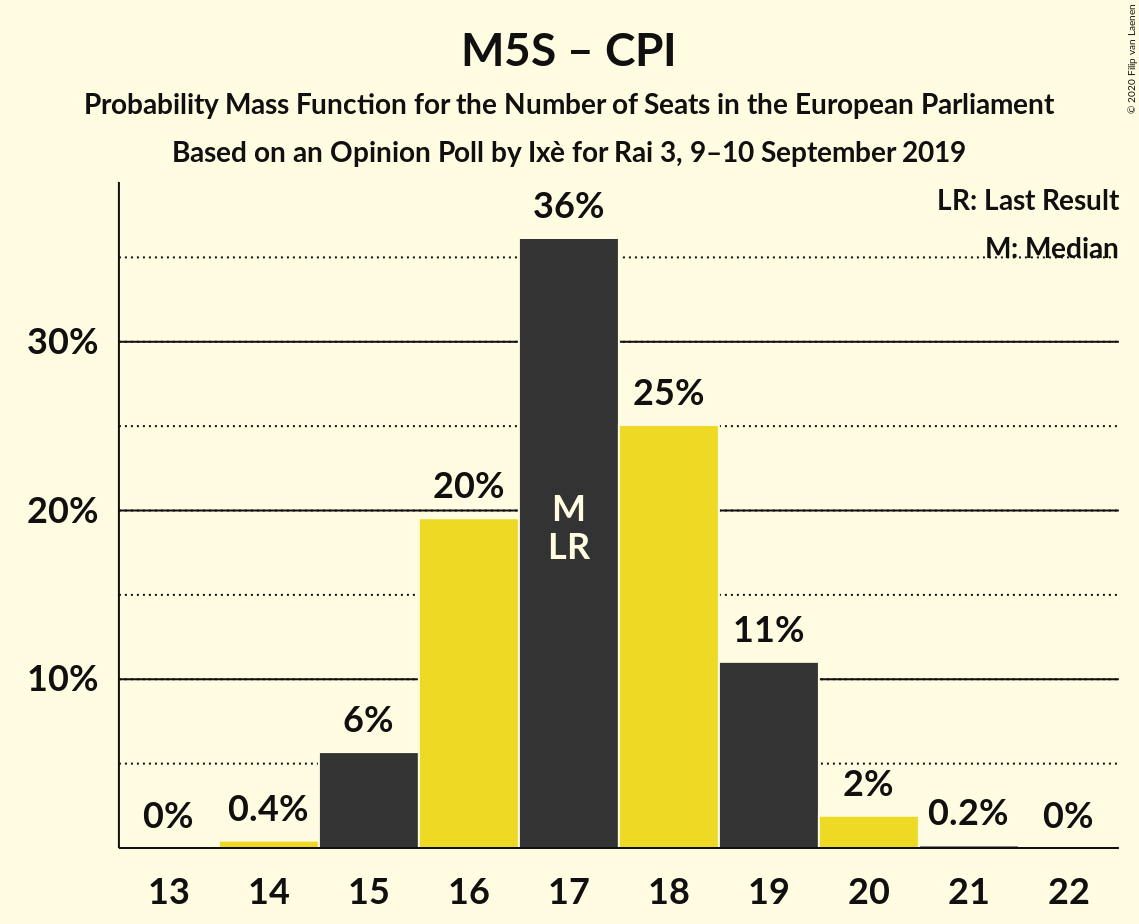 M5S – CPI
Probability Mass Function for the Number of Seats in the European Parliament
Based on an Opinion Poll by Ixè for Rai 3, 9–10 September 2019
© 2020 Filip van Laenen
LR: Last Result
M: Median
36%
30%
25%
20%
20%
M
LR
11%
10%
6%
2%
0%
0.4%
0.2%
0%
13 14 15 16 17 18 19 20 21 22